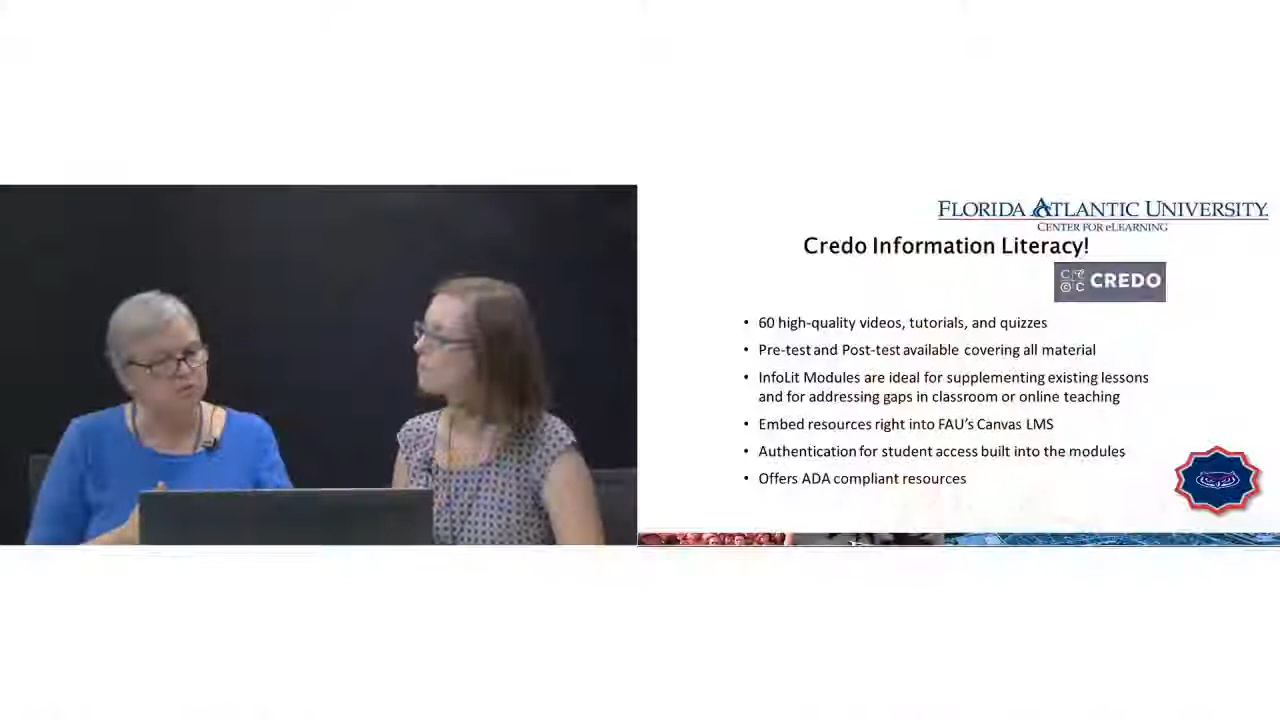 FLORIDA ATLANTIC UNIVERSITY.
CENTER FOR eLEARNING
Credo Information Literacy!
CREDO
• 60 high-quality videos, tutorials, and quizzes
• Pre-test and Post-test available covering all material
• InfoLit Modules are ideal for supplementing existing lessons
and for addressing gaps in classroom or online teaching
• Embed resources right into FAU's Canvas LMS
• Authentication for student access built into the modules
• Offers ADA compliant resources